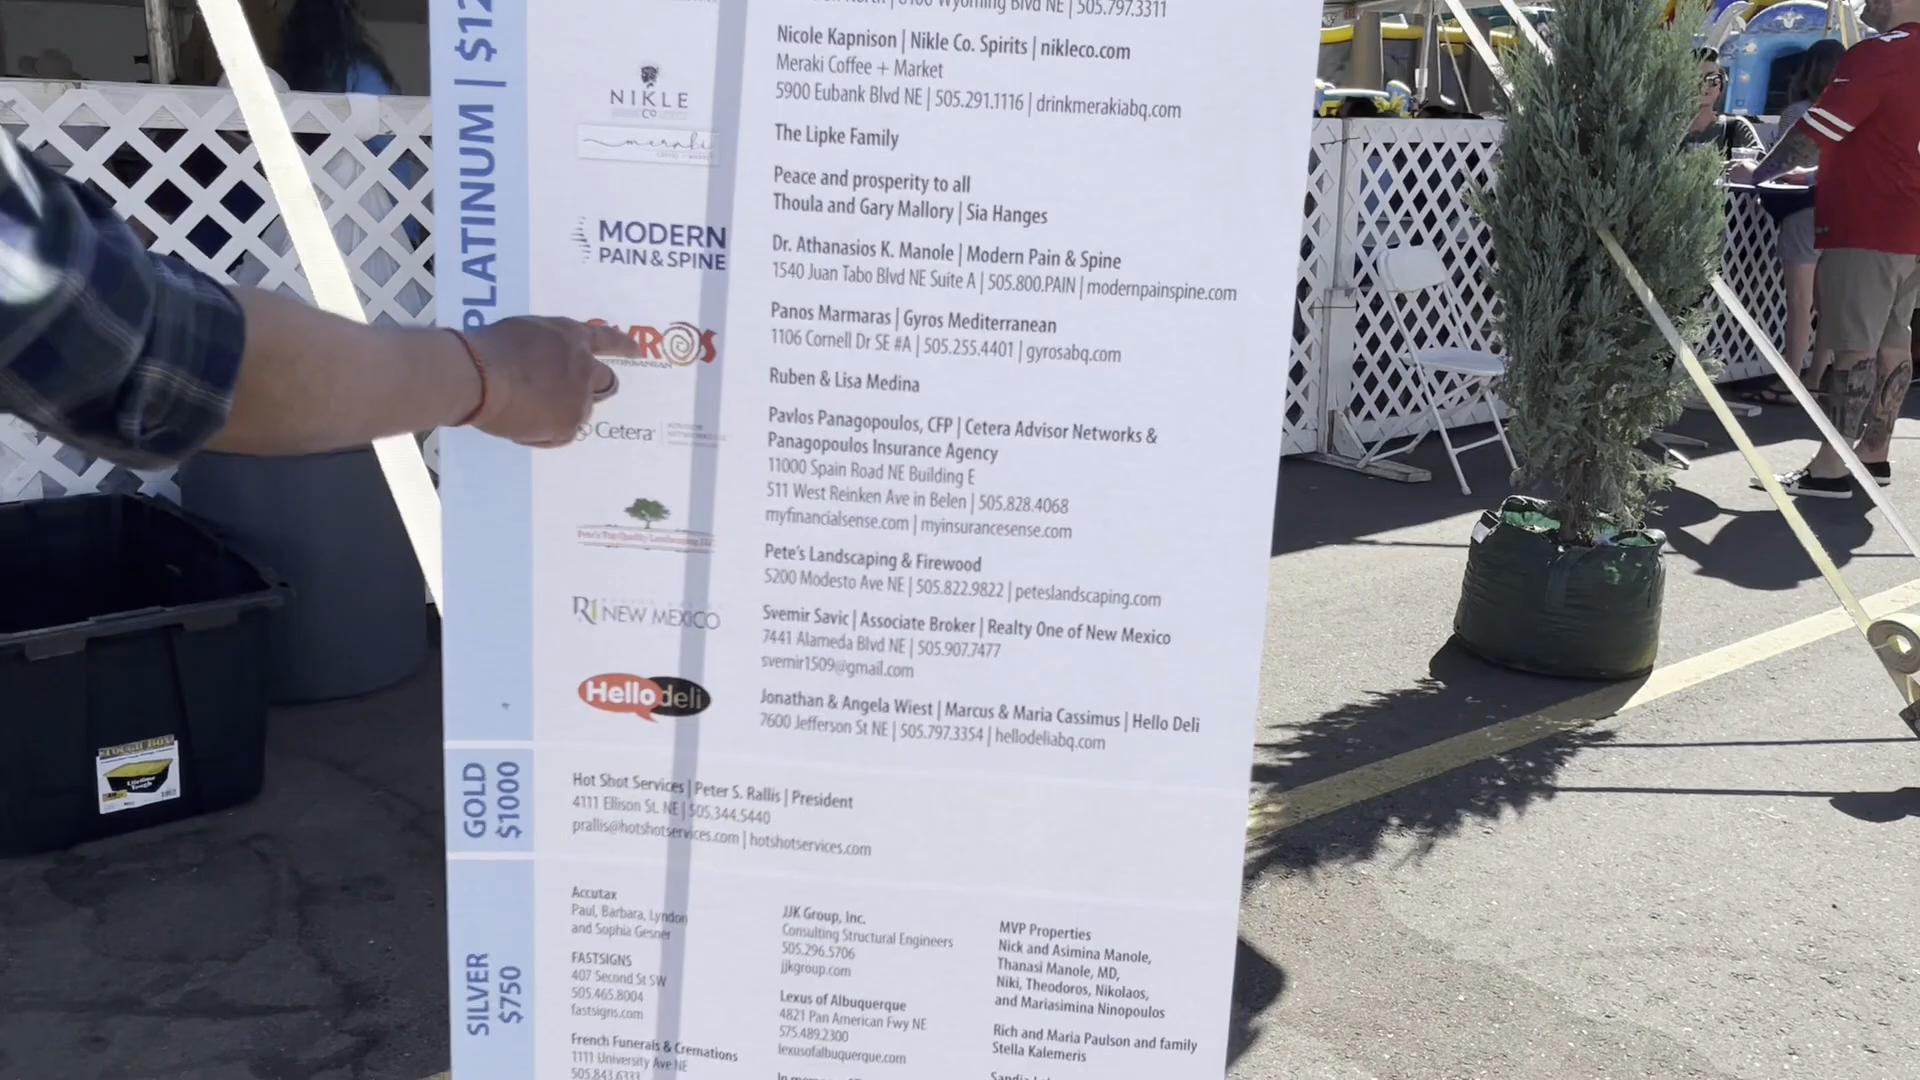 PLATINUM | $12
Wyoming Blvd NE | 505.797.3311
NIKLE
CO
meraki
Nicole Kapnison | Nikle Co. Spirits | nikleco.com
Meraki Coffee + Market
5900 Eubank Blvd NE | 505.291.1116 | drinkmerakiabq.com
The Lipke Family
Peace and prosperity to all
Thoula and Gary Mallory | Sia Hanges
MODERN
PAIN & SPINE
Dr. Athanasios K. Manole | Modern Pain & Spine
1540 Juan Tabo Blvd NE Suite A | 505.800.PAIN | modernpainspine.com
Panos Marmaras | Gyros Mediterranean
1106 Cornell Dr SE #A | 505.255.4401 | gyrosabq.com
Ruben & Lisa Medina
Cetera
Pavlos Panagopoulos, CFP | Cetera Advisor Networks &
Panagopoulos Insurance Agency
11000 Spain Road NE Building E
511 West Reinken Ave in Belen | 505.828.4068
myfinancialsense.com | myinsurancesense.com
Pete's Landscaping & Firewood
5200 Modesto Ave NE | 505.822.9822 | peteslandscaping.com
NEW MEXICO
Svemir Savic | Associate Broker | Realty One of New Mexico
7441 Alameda Blvd NE | 505.907.7477
svemir1509@gmail.com
Hello deli
Jonathan & Angela Wiest | Marcus & Maria Cassimus | Hello Deli
7600 Jefferson St NE | 505.797.3354 | hellodeliabq.com
GOLD
$1000
Hot Shot Services | Peter S. Rallis | President
4111 Ellison St. NE | 505.344.5440
prallis@hotshotservices.com | hotshotservices.com
SILVER
$750
Accutax
Paul, Barbara, Lyndon
and Sophia Gesner
FASTSIGNS
407 Second St SW
505.465.8004
fastsigns.com
French Funerals & Cremations
1111 University Ave NE
505.843.6333
JJK Group, Inc.
Consulting Structural Engineers
505.296.5706
jjkgroup.com
Lexus of Albuquerque
4821 Pan American Fwy NE
575.489.2300
lexusofalbuquerque.com
MVP Properties
Nick and Asimina Manole,
Thanasi Manole, MD,
Niki, Theodoros, Nikolaos,
and Mariasimina Ninopoulos
Rich and Maria Paulson and family
Stella Kalemeris
TOUGH BOX